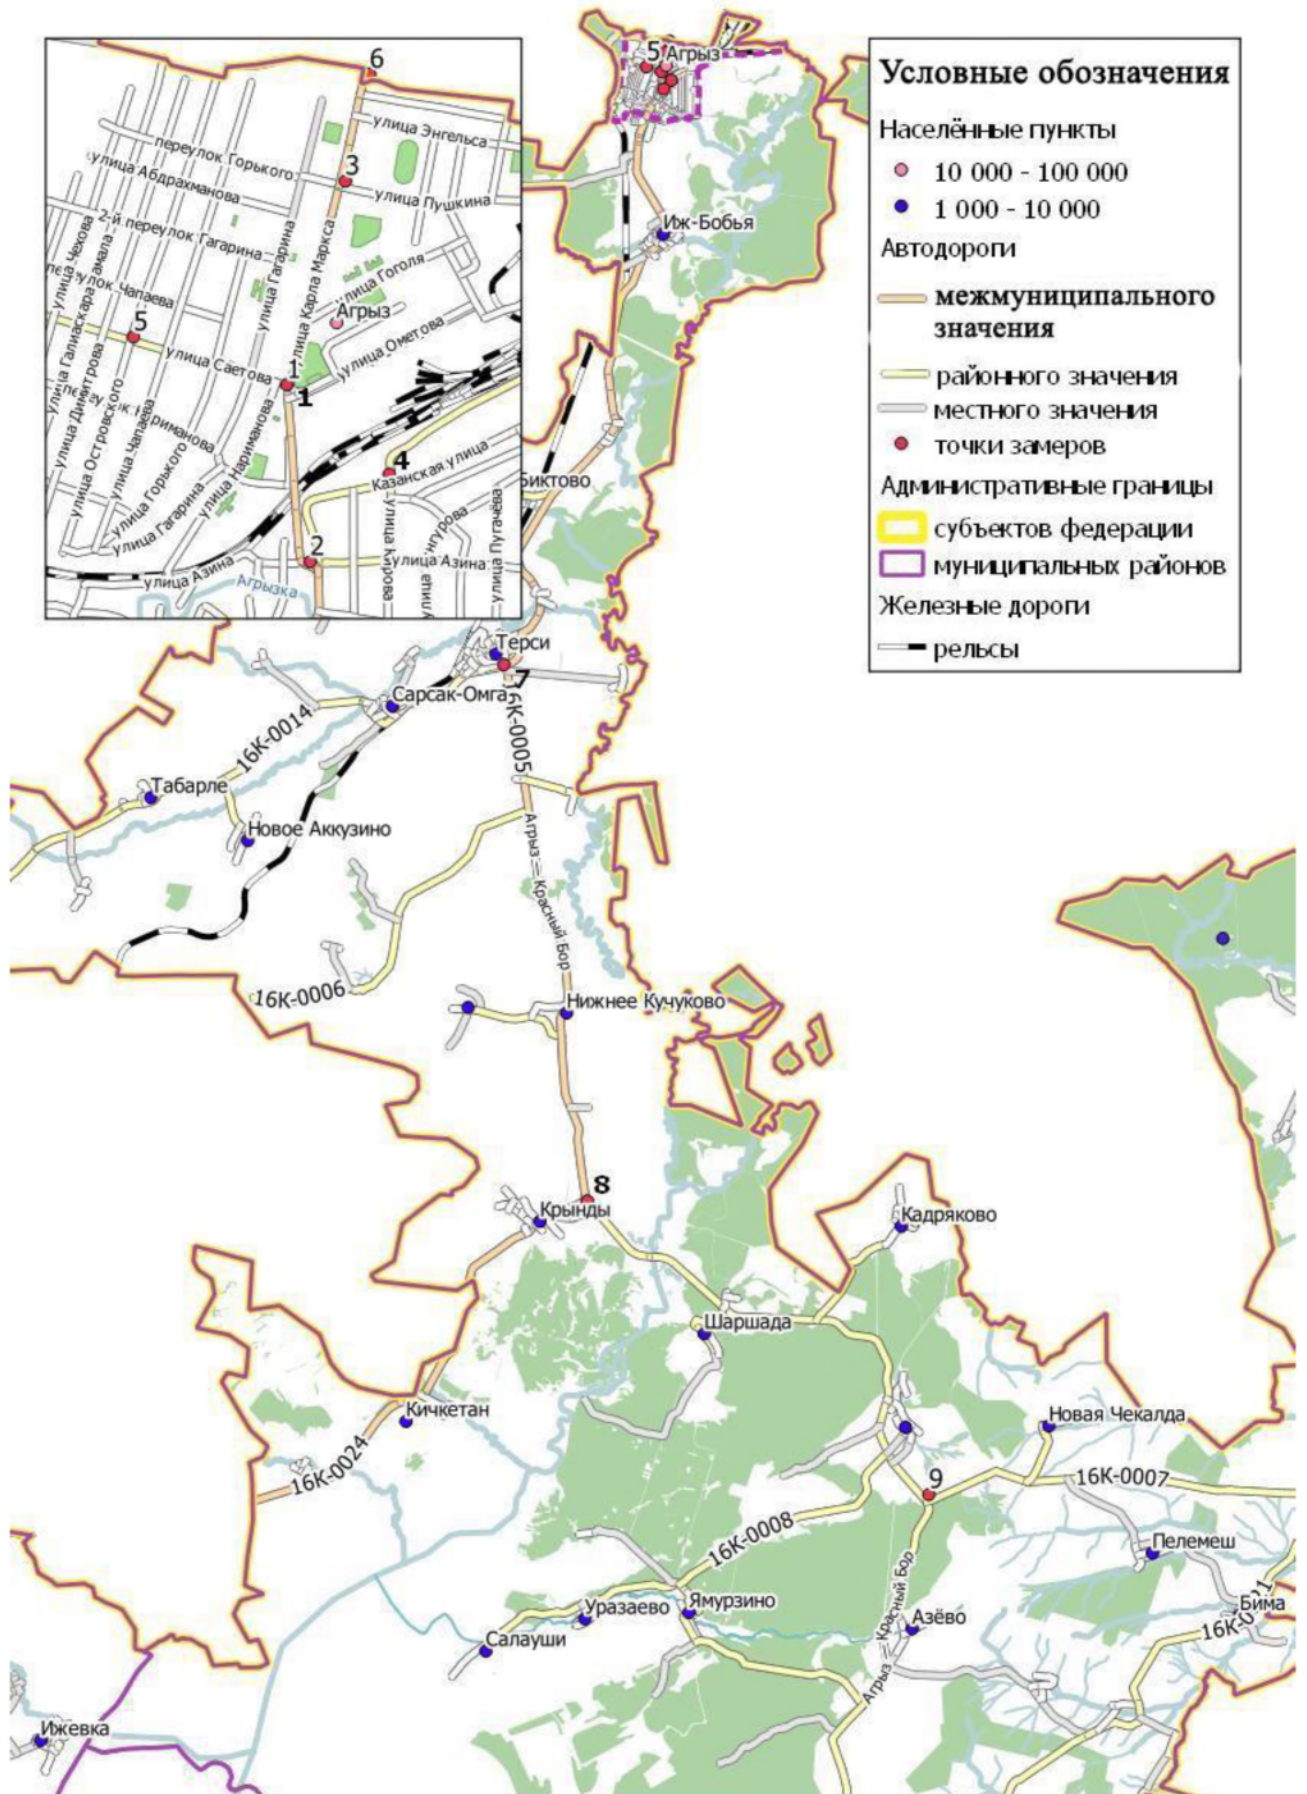 6
улица Энгельса
переулок Горького
3
улица Абдрахманова
улица Пушкина
2-й переулок Гагарина
улица Чехова
улица Гагарина
улица Карла Маркса
улица Гоголя
переулок Чапаева
Агрыз
5
улица Галиаскара Камала
улица Ометова
улица Саетова
1
1
улица Димитрова
переулок Нариманова
улица Островского
улица Чапаева
улица Горького
улица Гагарина
улица Нариманова
4
Казанская улица
2
улица Азина
улица Азина
улица Кирова
улица
нгурова
улица Пугачёва
Агрызка
5
Агрыз
Иж-Бобья
Биктово
Терси
7
Сарсак-Омга
16К-0005
16К-0014
Табарле
Новое Аккузино
Агрыз — Красный Бор
16К-0006
Нижнее Кучуково
8
Крынды
Кадряково
Шаршада
Кичкетан
Новая Чекалда
16К-0024
9
16К-0007
16К-0008
Пелемеш
Агрыз — Красный Бор
Уразаево
Ямурзино
Азёво
Бима
Салауши
Ижевка
Условные обозначения
Населённые пункты
10 000 - 100 000
1 000 - 10 000
Автодороги
межмуниципального
значения
районного значения
местного значения
точки замеров
Административные границы
субъектов федерации
муниципальных районов
Железные дороги
рельсы